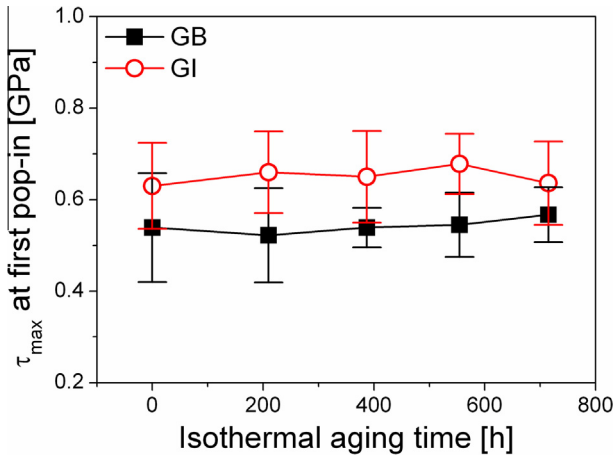 GB
GI
1.0
0.8
0.6
0.4
0.2
0
200
400
600
800
τmax at first pop-in [GPa]
Isothermal aging time [h]